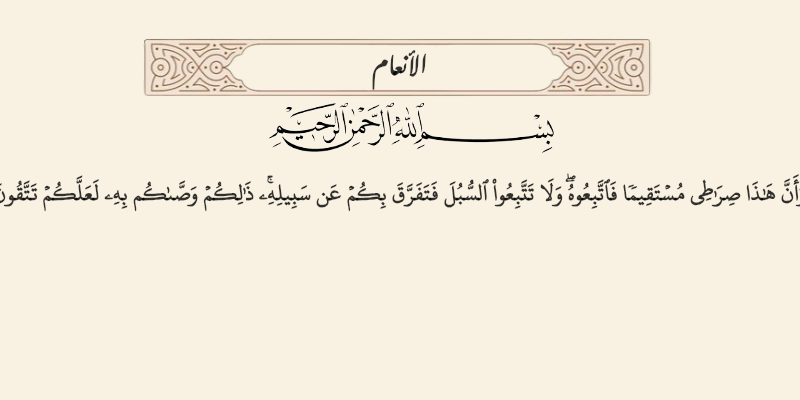 الأنعام
بِسْمِ ٱللَّهِ ٱلرَّحْمَٰنِ ٱلرَّحِيمِ
وَأَنَّ هَٰذَا صِرَٰطِى مُسْتَقِيمًا فَٱتَّبِعُوهُ ۖ وَلَا تَتَّبِعُوا۟ ٱلسُّبُلَ فَتَفَرَّقَ بِكُمْ عَن سَبِيلِهِۦ ۚ ذَٰلِكُمْ وَصَّىٰكُم بِهِۦ لَعَلَّكُمْ تَتَّقُونَ